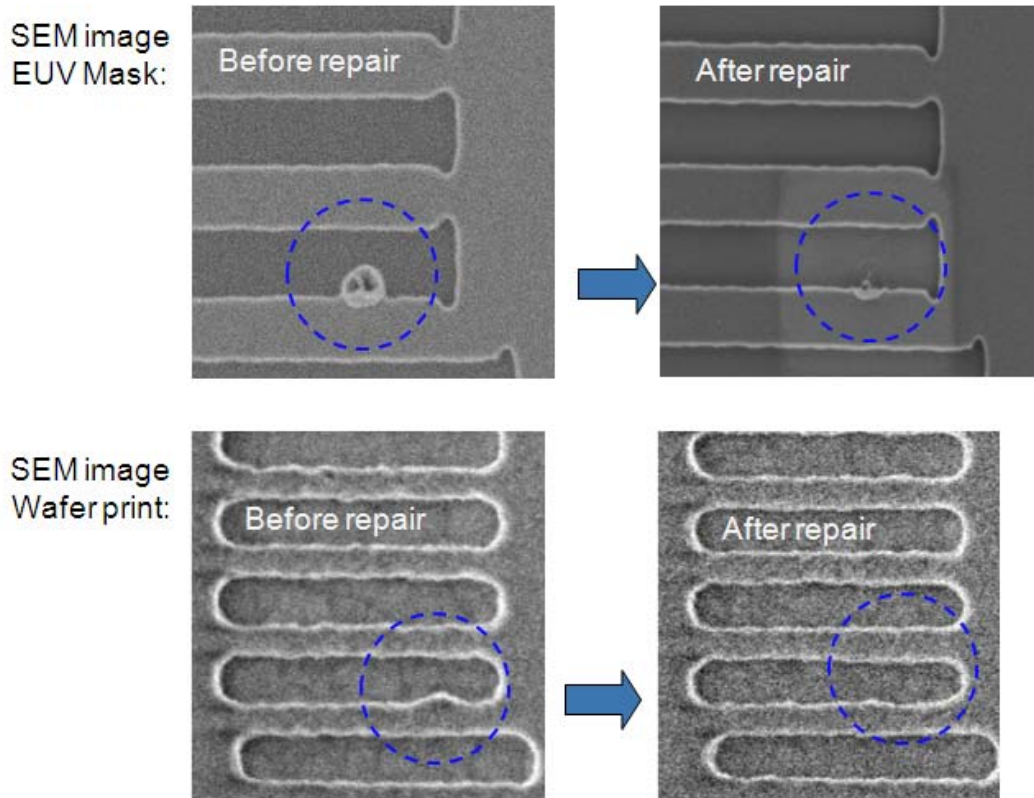 SEM image
EUV Mask:
Before repair
After repair
SEM image
Wafer print:
Before repair
After repair